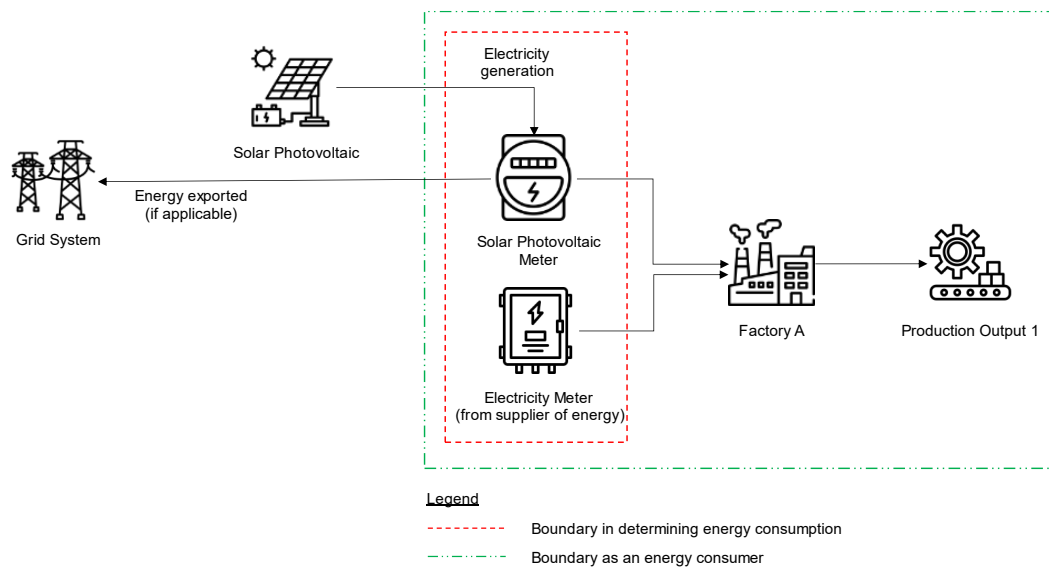 Electricity
generation
Solar Photovoltaic
Energy exported
(if applicable)
Grid System
Solar Photovoltaic
Meter
Factory A
Production Output 1
Electricity Meter
(from supplier of energy)
Legend
Boundary in determining energy consumption
Boundary as an energy consumer